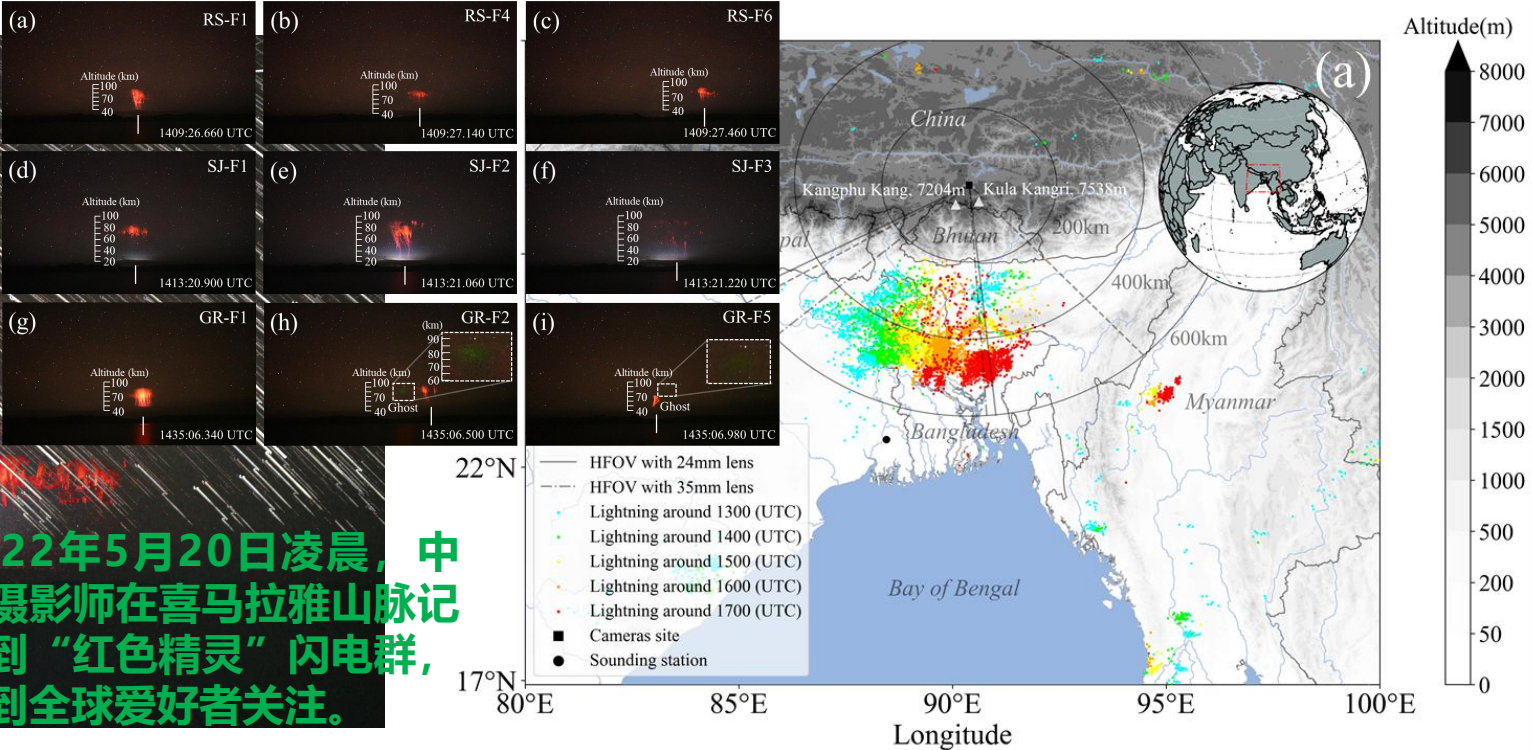 (a)
RS-F1
Altitude (km)
100
70
40
1409:26.660 UTC
(b)
RS-F4
Altitude (km)
100
70
40
1409:27.140 UTC
(c)
RS-F6
Altitude (km)
100
70
40
1409:27.460 UTC
(d)
SJ-F1
Altitude (km)
100
80
60
40
20
1413:20.900 UTC
(e)
SJ-F2
Altitude (km)
100
80
60
40
20
1413:21.060 UTC
(f)
SJ-F3
Altitude (km)
100
80
60
40
20
1413:21.220 UTC
(g)
GR-F1
Altitude (km)
100
70
40
1435:06.340 UTC
(h)
GR-F2
(km)
90
80
70
60
Altitude (km)
100
70
40
Ghost
1435:06.500 UTC
(i)
GR-F5
Altitude (km)
100
70
40
Ghost
1435:06.980 UTC
22年5月20日凌晨，中
摄影师在喜马拉雅山脉记
到“红色精灵”闪电群，
到全球爱好者关注。
(a)
China
Kangphu Kang, 7204m
Kula Kangri, 7538m
pal
Bhutan
200km
400km
600km
Myanmar
Bangladesh
Bay of Bengal
HFOV with 24mm lens
HFOV with 35mm lens
Lightning around 1300 (UTC)
Lightning around 1400 (UTC)
Lightning around 1500 (UTC)
Lightning around 1600 (UTC)
Lightning around 1700 (UTC)
Cameras site
Sounding station
22°N
17°N
80°E
85°E
90°E
95°E
100°E
Longitude
Altitude(m)
8000
7000
6000
5000
4000
3000
2000
1500
1000
500
200
50
0